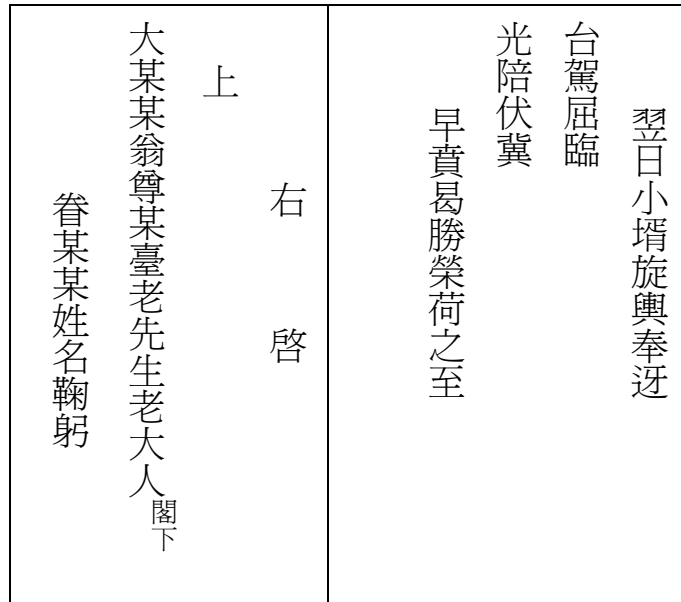 翌日小壻旋輿奉迓
台駕屈臨
光陪伏冀
早賁曷勝榮荷之至
右啓
上
大某某翁尊某臺老先生老大人閣下
眷某某姓名鞠躬